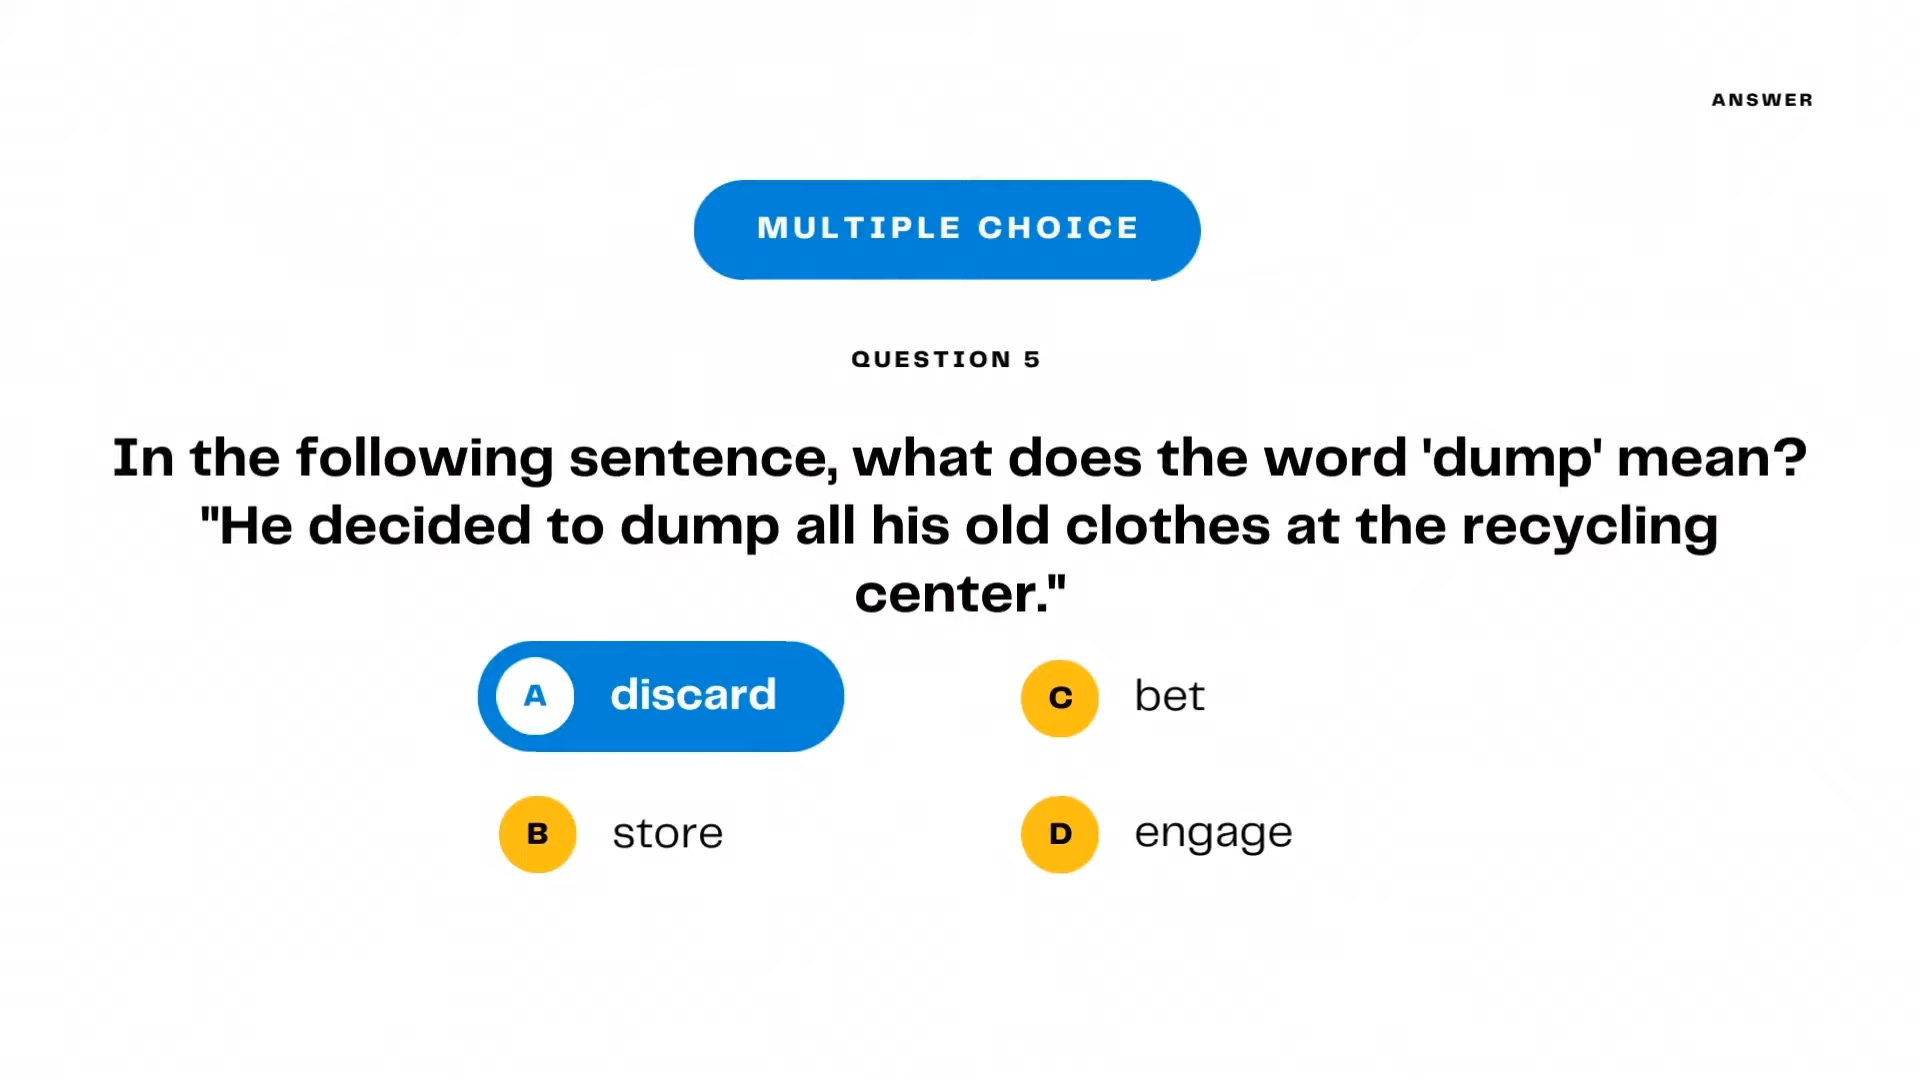 ANSWER
MULTIPLE CHOICE
QUESTION 5
In the following sentence, what does the word 'dump' mean?
"He decided to dump all his old clothes at the recycling
center."
A discard
B store
C bet
D engage